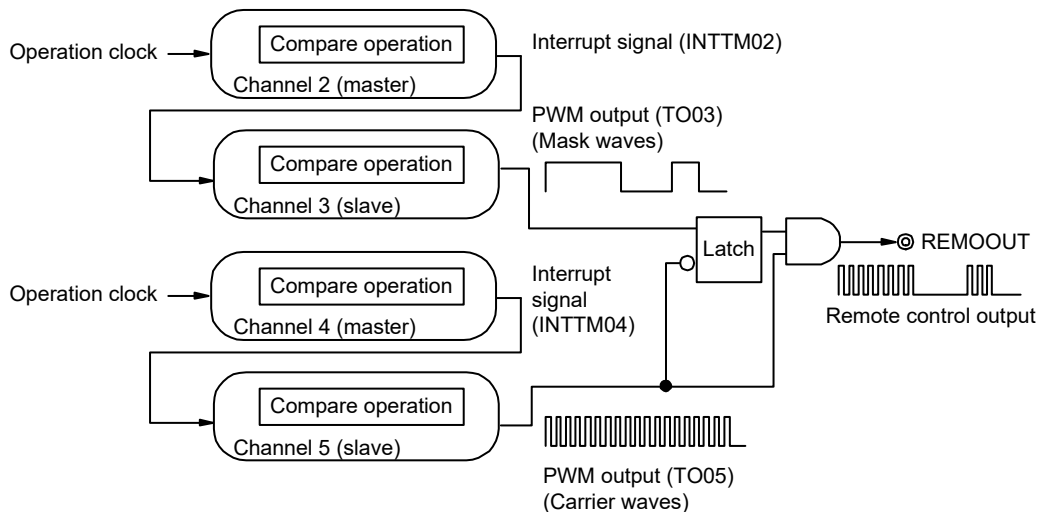 Operation clock
Compare operation
Channel 2 (master)
Interrupt signal (INTTM02)
PWM output (TO03)
(Mask waves)
Compare operation
Channel 3 (slave)
Latch
REMOOUT
Remote control output
Operation clock
Compare operation
Channel 4 (master)
Interrupt
signal
(INTTM04)
Compare operation
Channel 5 (slave)
PWM output (TO05)
(Carrier waves)